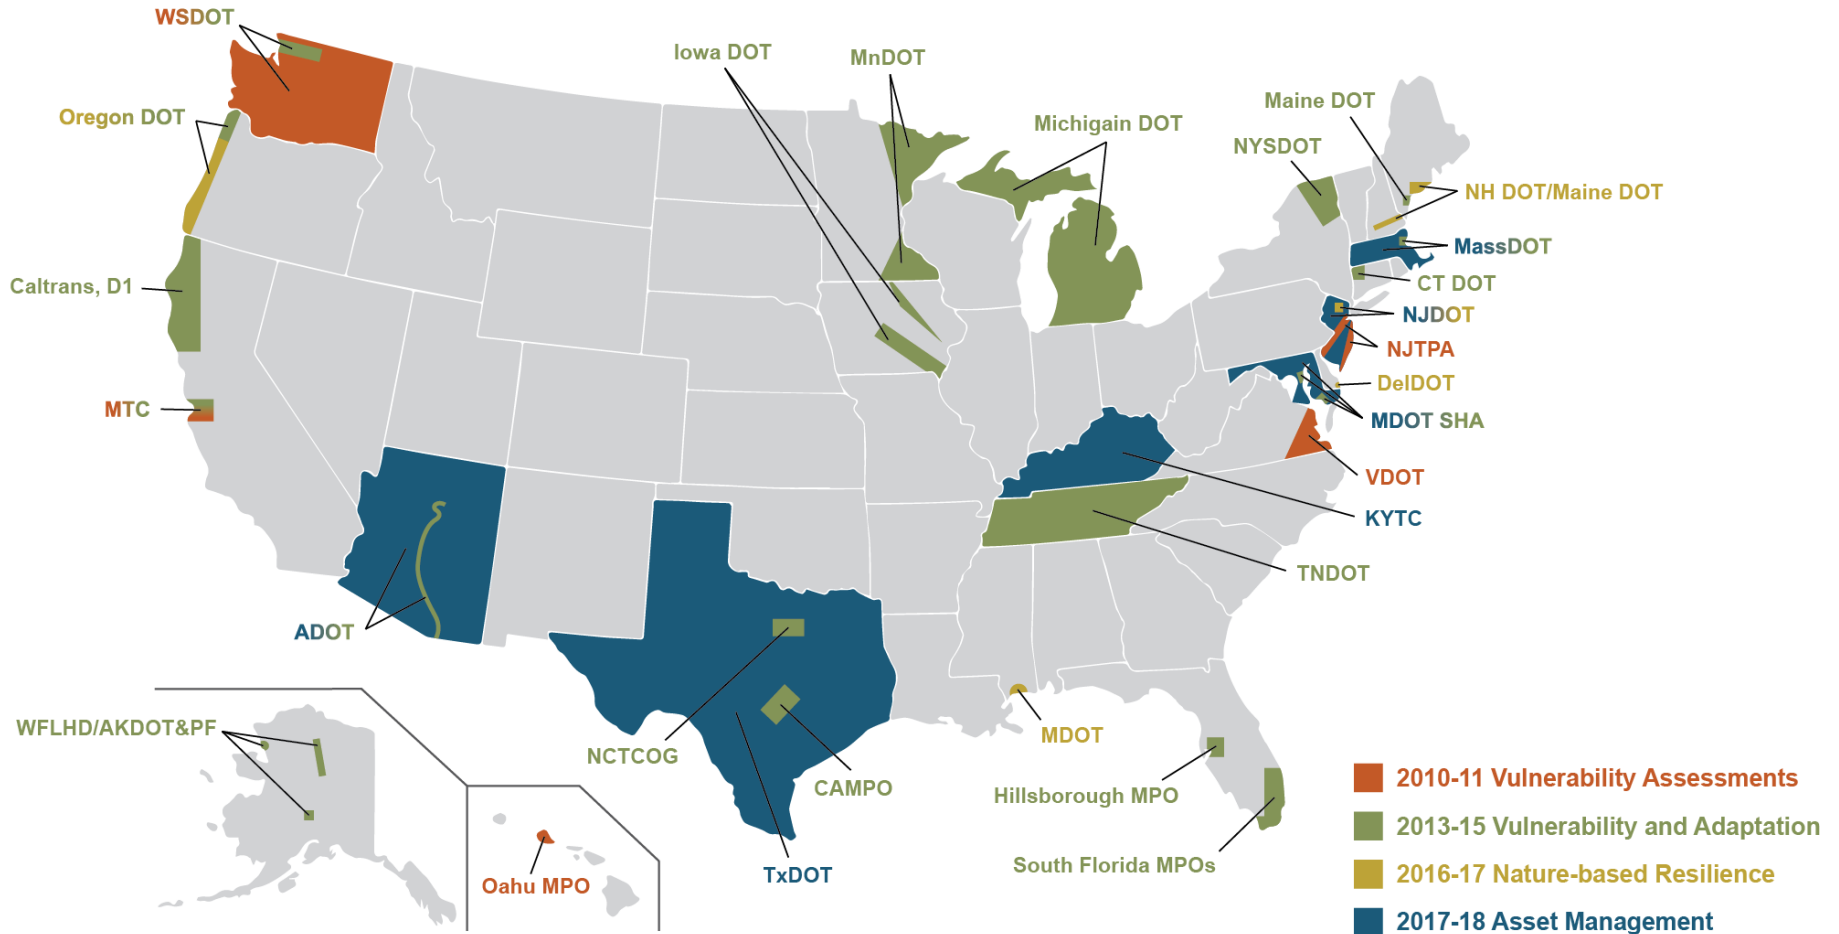 WSDOT
Iowa DOT
MnDOT
Maine DOT
Oregon DOT
Michigain DOT
NYSDOT
NH DOT/Maine DOT
MassDOT
Caltrans, D1
CT DOT
NJDOT
NJTPA
DelDOT
MTC
MDOT SHA
VDOT
KYTC
TNDOT
ADOT
WFLHD/AKDOT&PF
MDOT
NCTCOG
CAMPO
Hillsborough MPO
South Florida MPOs
TxDOT
Oahu MPO
2010-11 Vulnerability Assessments
2013-15 Vulnerability and Adaptation
2016-17 Nature-based Resilience
2017-18 Asset Management